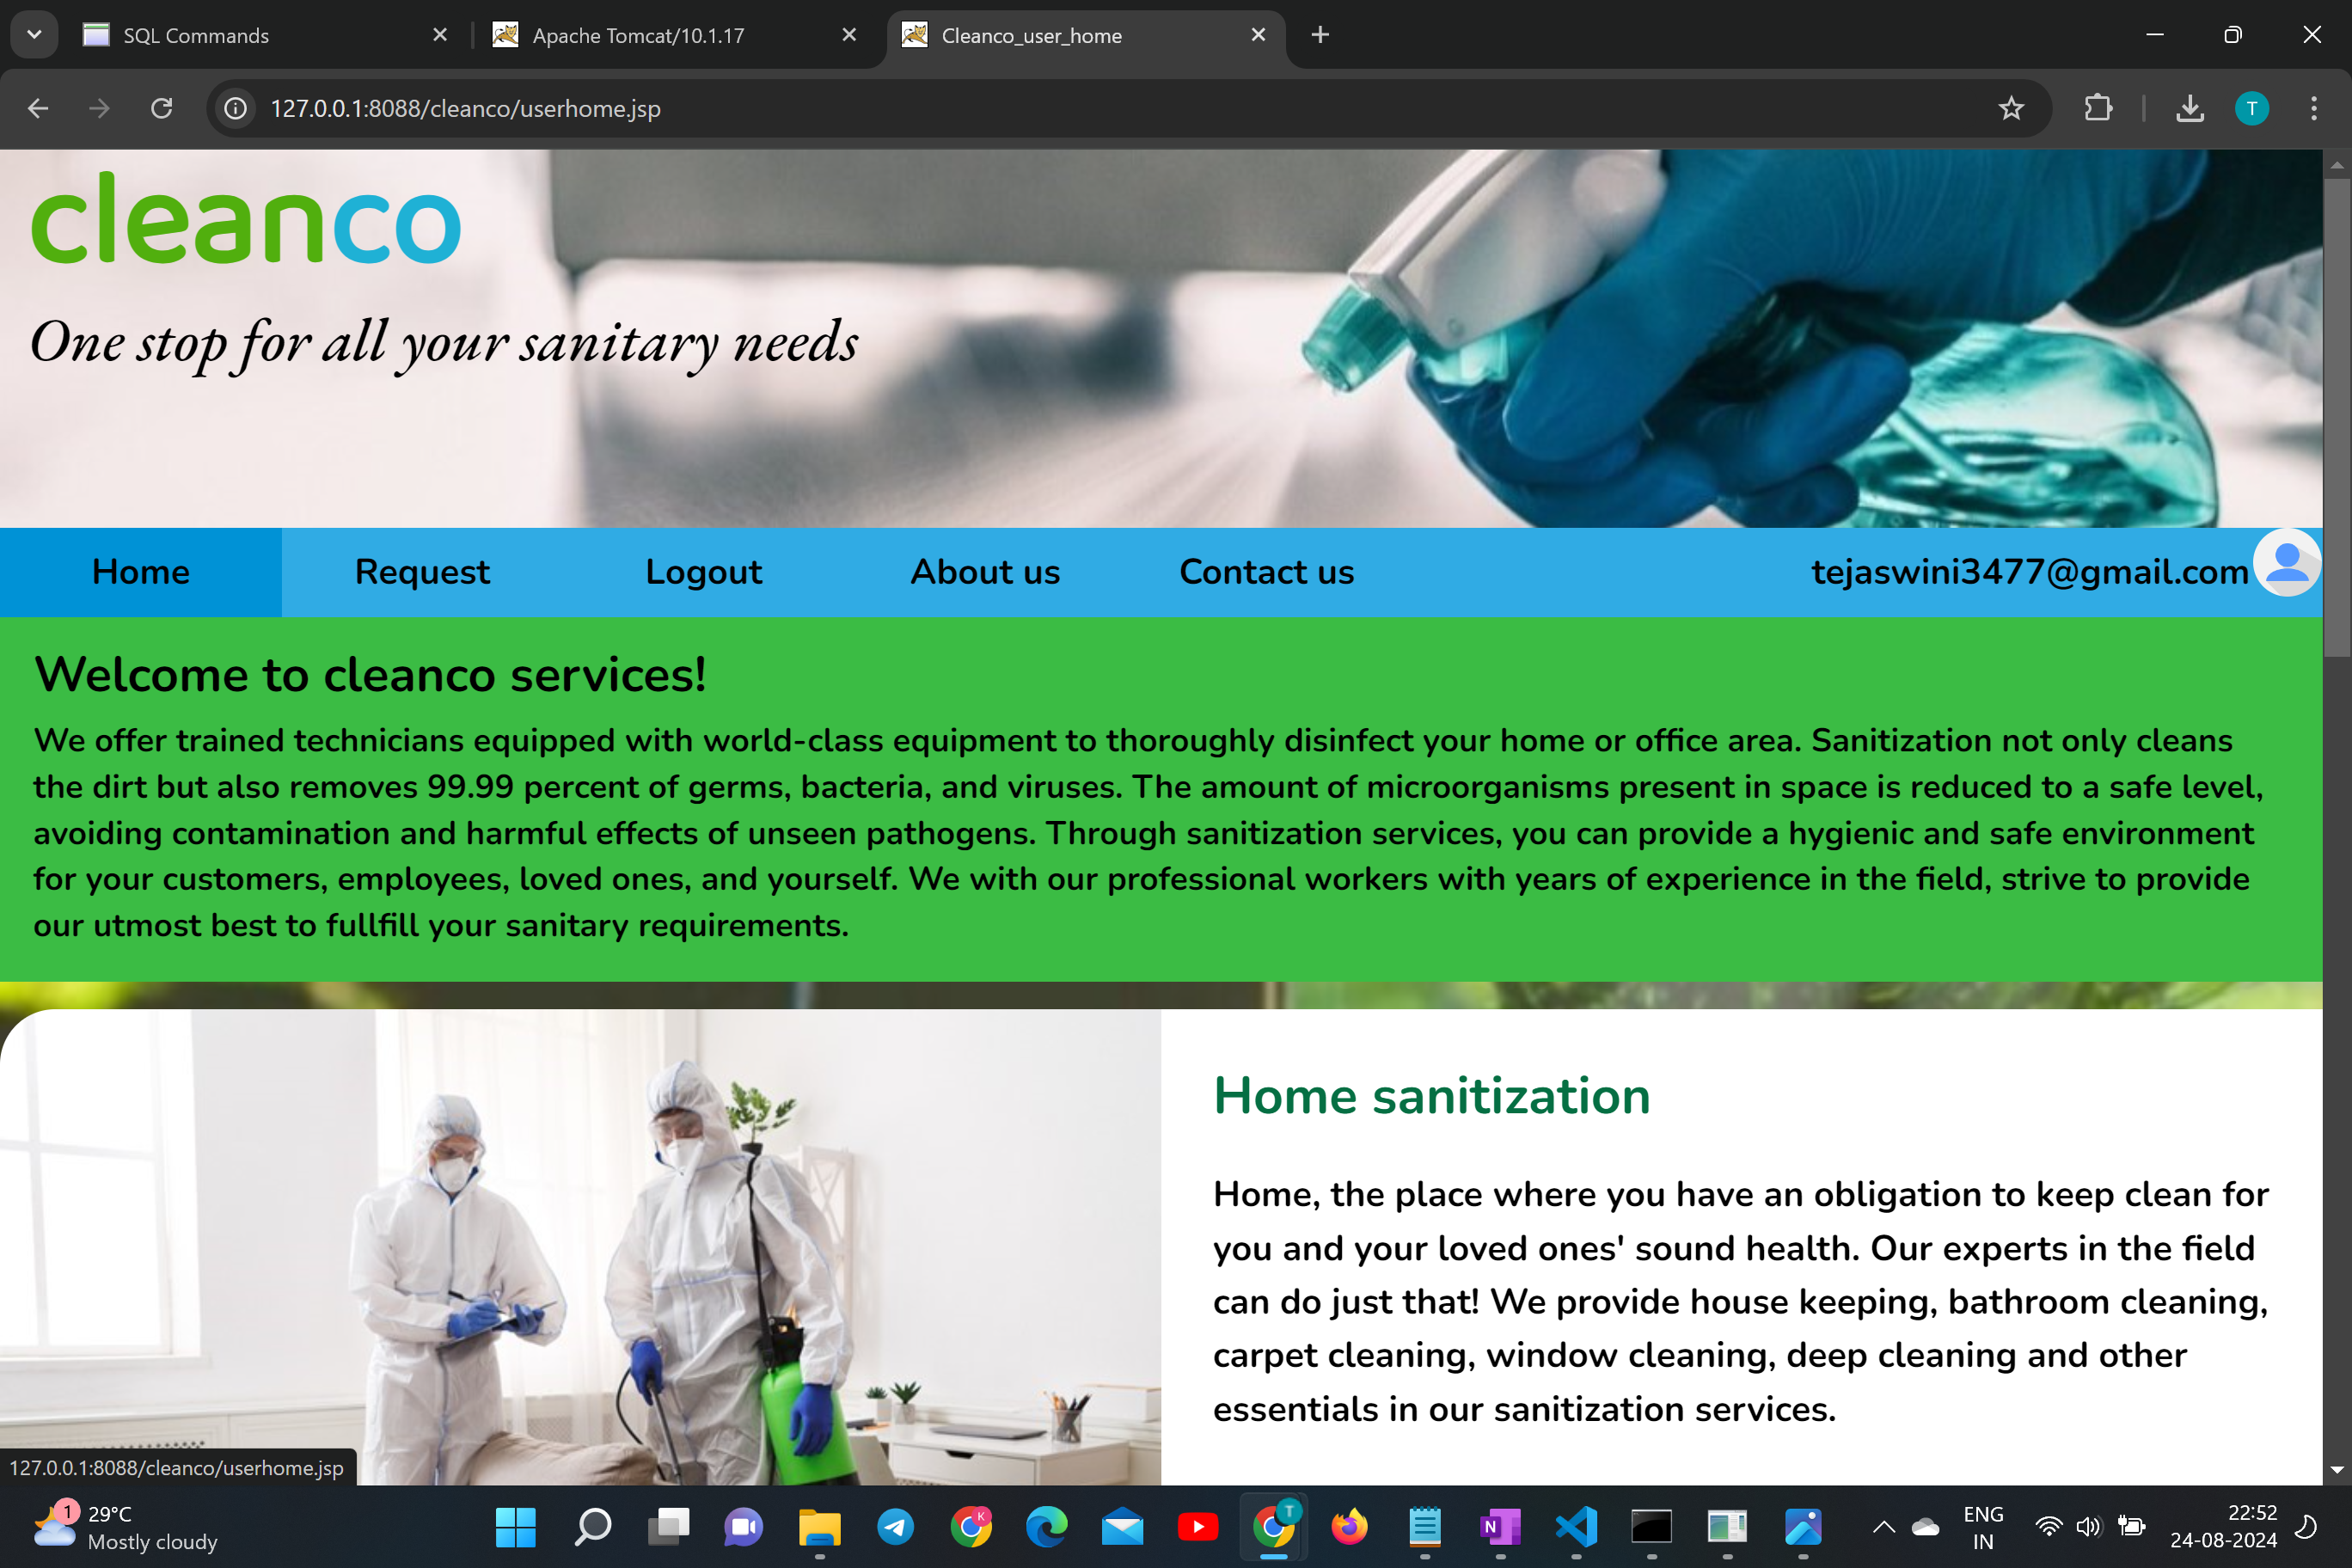 SQL Commands
Apache Tomcat/10.1.17
Cleanco_user_home
127.0.0.1:8088/cleanco/userhome.jsp
T
cleanco
One stop for all your sanitary needs
Home
Request
Logout
About us
Contact us
tejaswini3477@gmail.com
Welcome to cleanco services!
We offer trained technicians equipped with world-class equipment to thoroughly disinfect your home or office area. Sanitization not only cleans
the dirt but also removes 99.99 percent of germs, bacteria, and viruses. The amount of microorganisms present in space is reduced to a safe level,
avoiding contamination and harmful effects of unseen pathogens. Through sanitization services, you can provide a hygienic and safe environment
for your customers, employees, loved ones, and yourself. We with our professional workers with years of experience in the field, strive to provide
our utmost best to fullfill your sanitary requirements.
Home sanitization
Home, the place where you have an obligation to keep clean for
you and your loved ones' sound health. Our experts in the field
can do just that! We provide house keeping, bathroom cleaning,
carpet cleaning, window cleaning, deep cleaning and other
essentials in our sanitization services.
127.0.0.1:8088/cleanco/userhome.jsp
1
29°C
Mostly cloudy
K
T
N
ENG
IN
22:52
24-08-2024